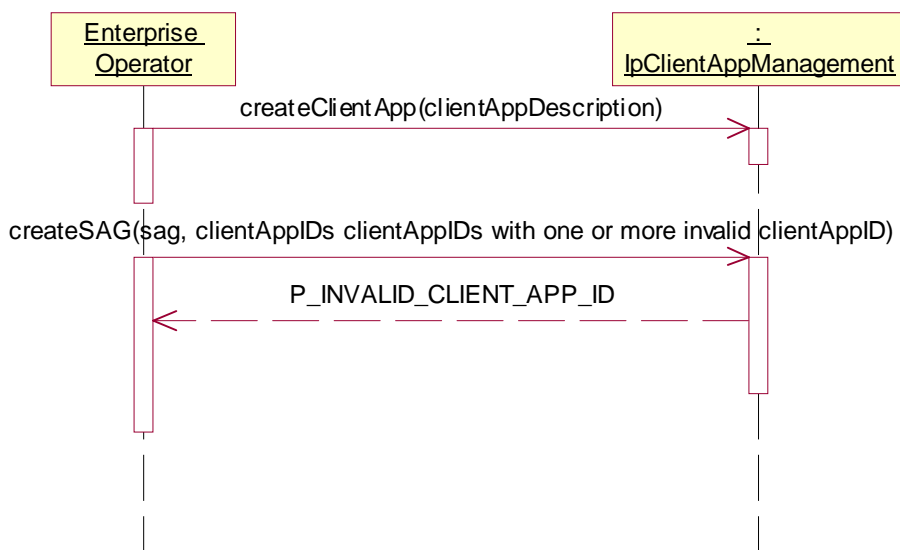 Enterprise
Operator
:
IpClientAppManagement
createClientApp(clientAppDescription)
createSAG(sag, clientAppIDs clientAppIDs with one or more invalid clientAppID)
P_INVALID_CLIENT_APP_ID